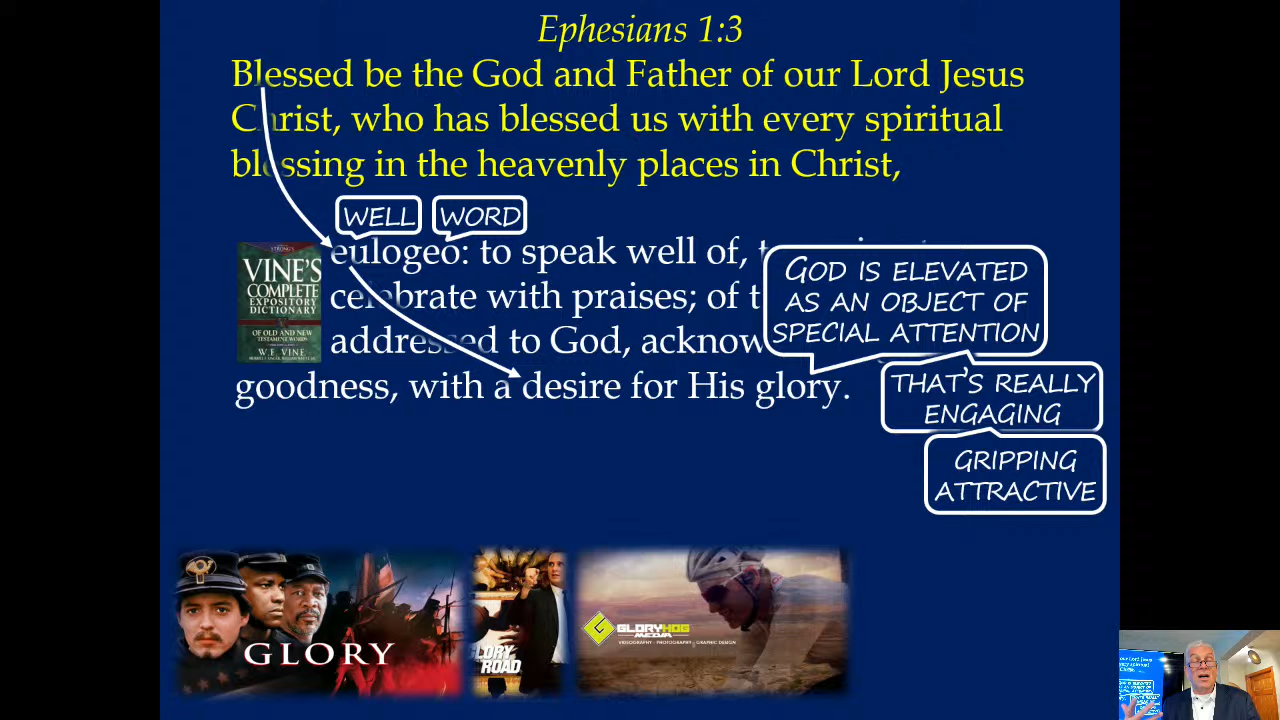 Ephesians 1:3
Blessed be the God and Father of our Lord Jesus
Christ, who has blessed us with every spiritual
blessing in the heavenly places in Christ,
WELL WORD
eulogeo: to speak well of,
celebrate with praises; of
addressed to God,
goodness, with a desire for His glory.
STRONG'S
VINE'S
COMPLETE
EXPOSITORY
DICTIONARY
OF OLD AND NEW
TESTAMENT WORDS
W.E. VINE
GOD IS ELEVATED
AS AN OBJECT OF
SPECIAL ATTENTION
THAT'S REALLY
ENGAGING
GRIPPING
ATTRACTIVE
GLORY
GLORY
ROAD
GLORYHOG
MEDIA
VIDEOGRAPHY - PHOTOGRAPHY - GRAPHIC DESIGN